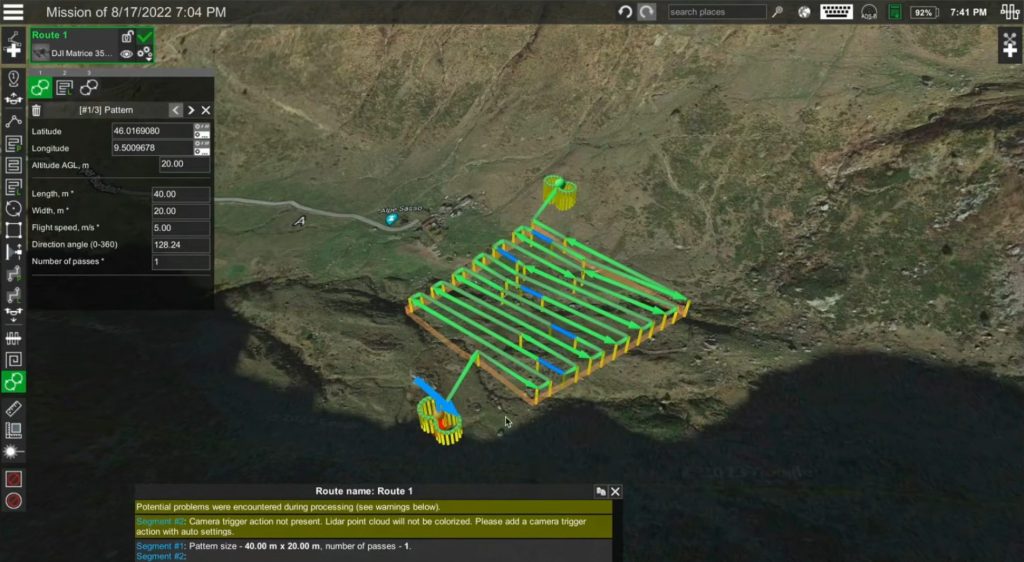 Mission of 8/17/2022 7:04 PM
search places
ADS-B
92%
7:41 PM
Route 1
DJI Matrice 35...
1 2 3
[#1/3] Pattern
Latitude 46.0169080
Longitude 9.5009678
Altitude AGL, m 20.00
Length, m * 40.00
Width, m * 20.00
Flight speed, m/s * 5.00
Direction angle (0-360) 128.24
Number of passes * 1
Alpe Sasso
Route name: Route 1
Potential problems were encountered during processing (see warnings below).
Segment #2: Camera trigger action not present. Lidar point cloud will not be colorized. Please add a camera trigger
action with auto settings.
Segment #1: Pattern size - 40.00 m x 20.00 m, number of passes - 1.
Segment #2: